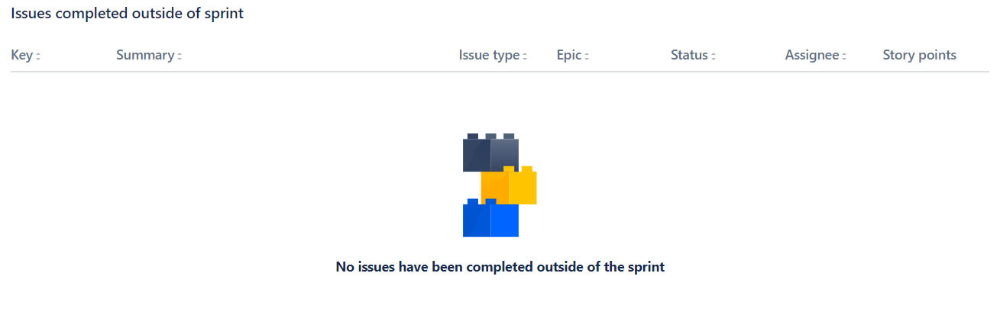 Issues completed outside of sprint
Key Summary Issue type Epic Status Assignee Story points
No issues have been completed outside of the sprint